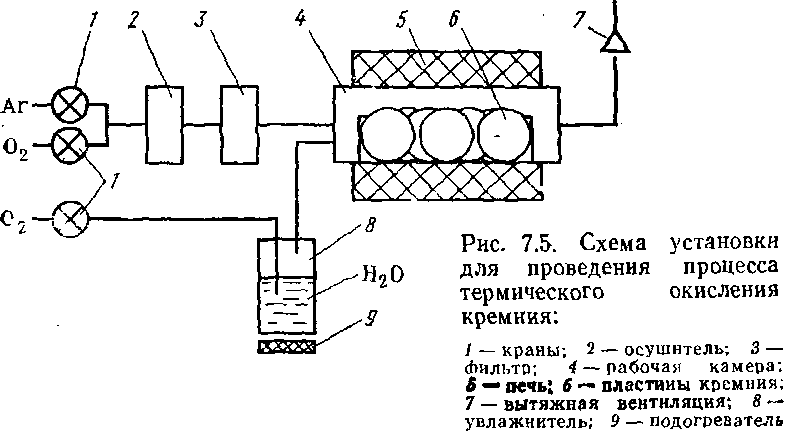 1 2 3 4 5 6 7
Ar
O2
1
O2
8
H2O
9
Рис. 7.5. Схема установки
для проведения процесса
термического окисления
кремния:
1 — краны; 2 — осушитель; 3 —
фильтр; 4 — рабочая камера;
5 — печь; 6 — пластины кремния;
7 — вытяжная вентиляция; 8 —
увлажнитель; 9 — подогреватель